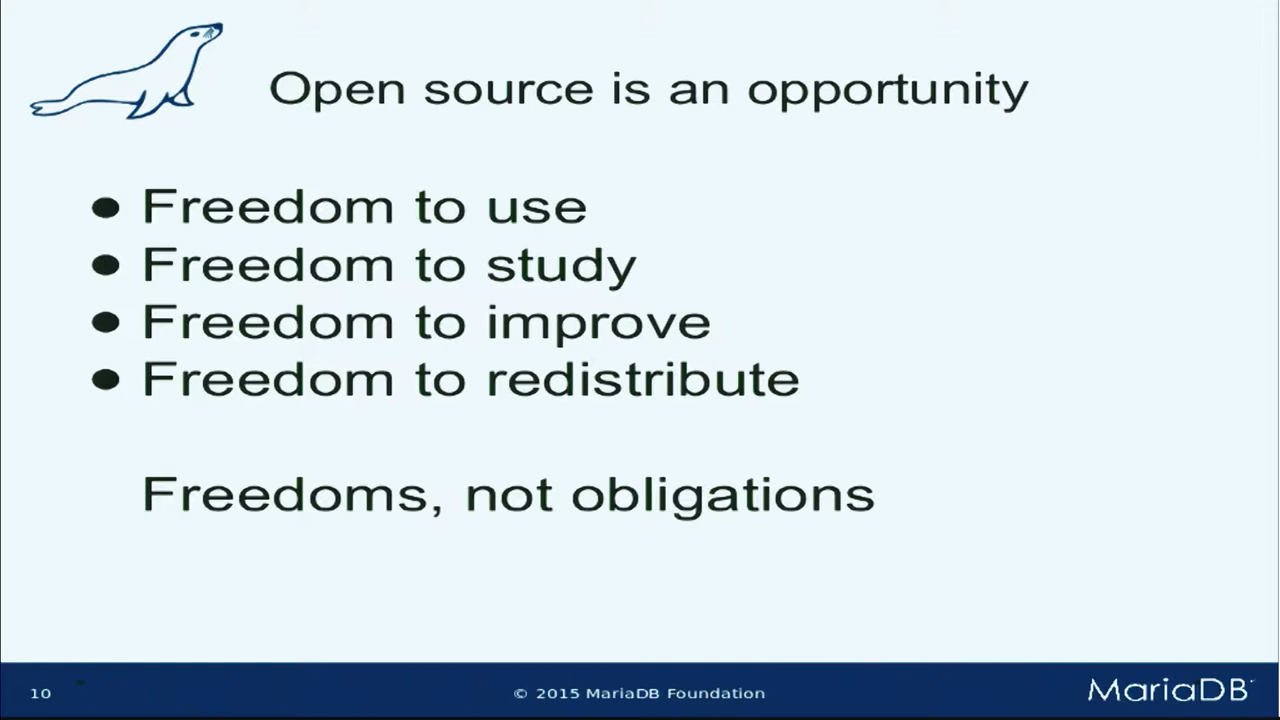 Open source is an opportunity
● Freedom to use
● Freedom to study
● Freedom to improve
● Freedom to redistribute
Freedoms, not obligations
10
© 2015 MariaDB Foundation
MariaDB